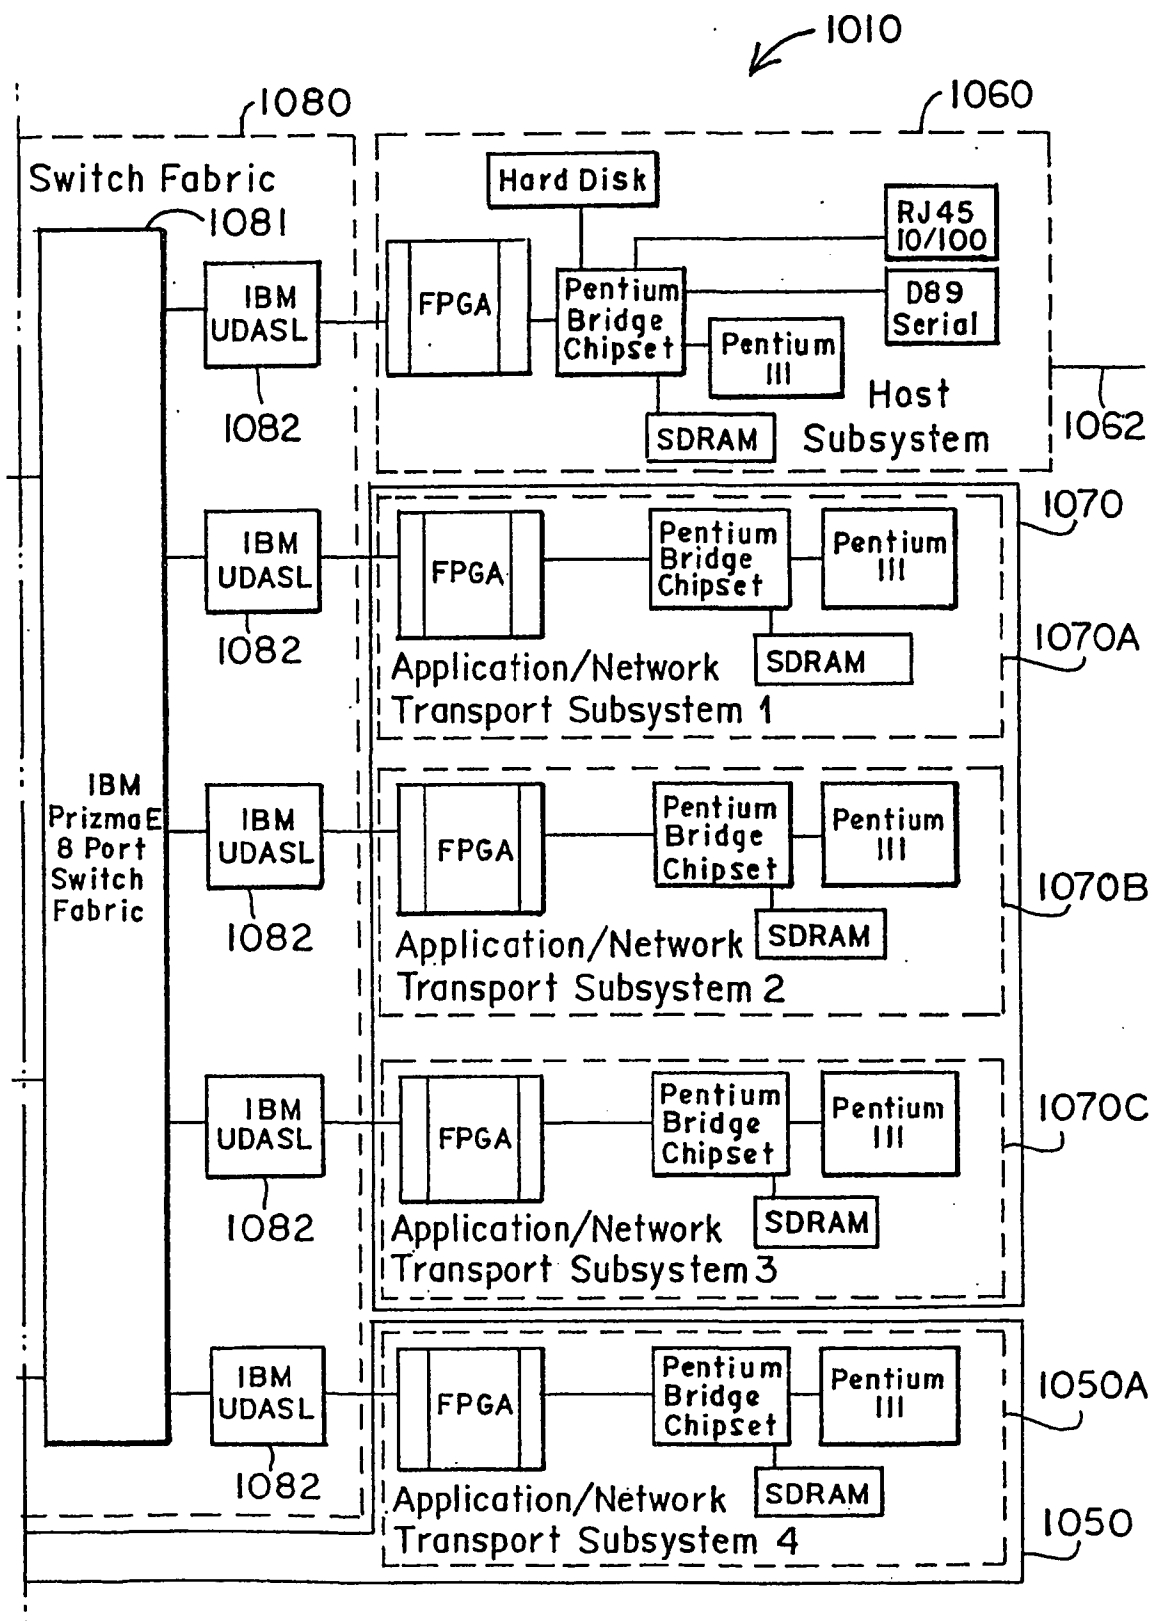 1010
1080
1060
Switch Fabric
1081
Hard Disk
RJ45
10/100
IBM
UDASL
FPGA
Pentium
Bridge
Chipset
D89
Serial
Pentium
III
1082
Host
Subsystem
1062
SDRAM
1070
IBM
UDASL
FPGA
Pentium
Bridge
Chipset
Pentium
III
1082
1070A
SDRAM
Application/Network
Transport Subsystem 1
IBM
PrizmaE
8 Port
Switch
Fabric
IBM
UDASL
FPGA
Pentium
Bridge
Chipset
Pentium
III
1070B
1082
SDRAM
Application/Network
Transport Subsystem 2
IBM
UDASL
FPGA
Pentium
Bridge
Chipset
Pentium
III
1070C
1082
SDRAM
Application/Network
Transport Subsystem 3
IBM
UDASL
FPGA
Pentium
Bridge
Chipset
Pentium
III
1050A
1082
SDRAM
Application/Network
Transport Subsystem 4
1050